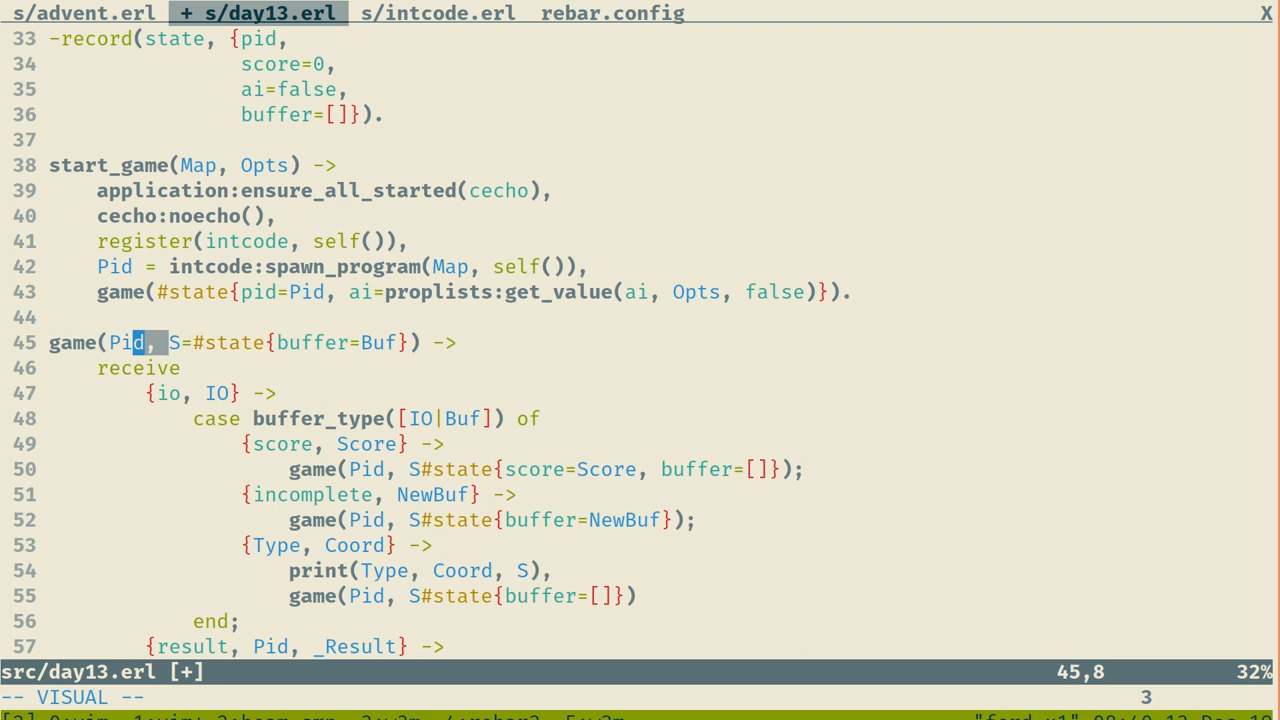 s/advent.erl + s/day13.erl s/intcode.erl rebar.config X
33 -record(state, {pid,
34 score=0,
35 ai=false,
36 buffer=[]}).
37
38 start_game(Map, Opts) ->
39 application:ensure_all_started(cecho),
40 cecho:noecho(),
41 register(intcode, self()),
42 Pid = intcode:spawn_program(Map, self()),
43 game(#state{pid=Pid, ai=proplists:get_value(ai, Opts, false)}).
44
45 game(Pid, S=#state{buffer=Buf}) ->
46 receive
47 {io, IO} ->
48 case buffer_type([IO|Buf]) of
49 {score, Score} ->
50 game(Pid, S#state{score=Score, buffer=[]});
51 {incomplete, NewBuf} ->
52 game(Pid, S#state{buffer=NewBuf});
53 {Type, Coord} ->
54 print(Type, Coord, S),
55 game(Pid, S#state{buffer=[]})
56 end;
57 {result, Pid, _Result} ->
src/day13.erl [+] 45,8 32%
-- VISUAL -- 3